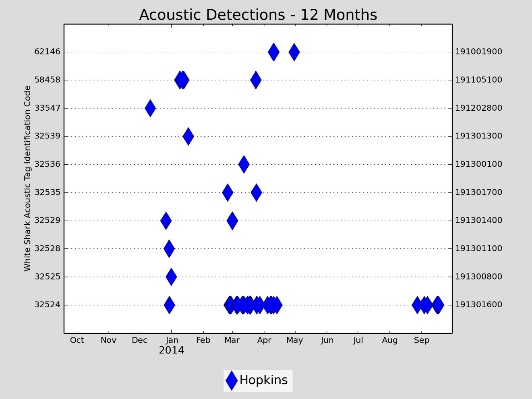 Acoustic Detections - 12 Months
White Shark Acoustic Tag Identification Code
62146 191001900
58458 191105100
33547 191202800
32539 191301300
32536 191300100
32535 191301700
32529 191301400
32528 191301100
32525 191300800
32524 191301600
Oct Nov Dec Jan Feb Mar Apr May Jun Jul Aug Sep
2014
Hopkins